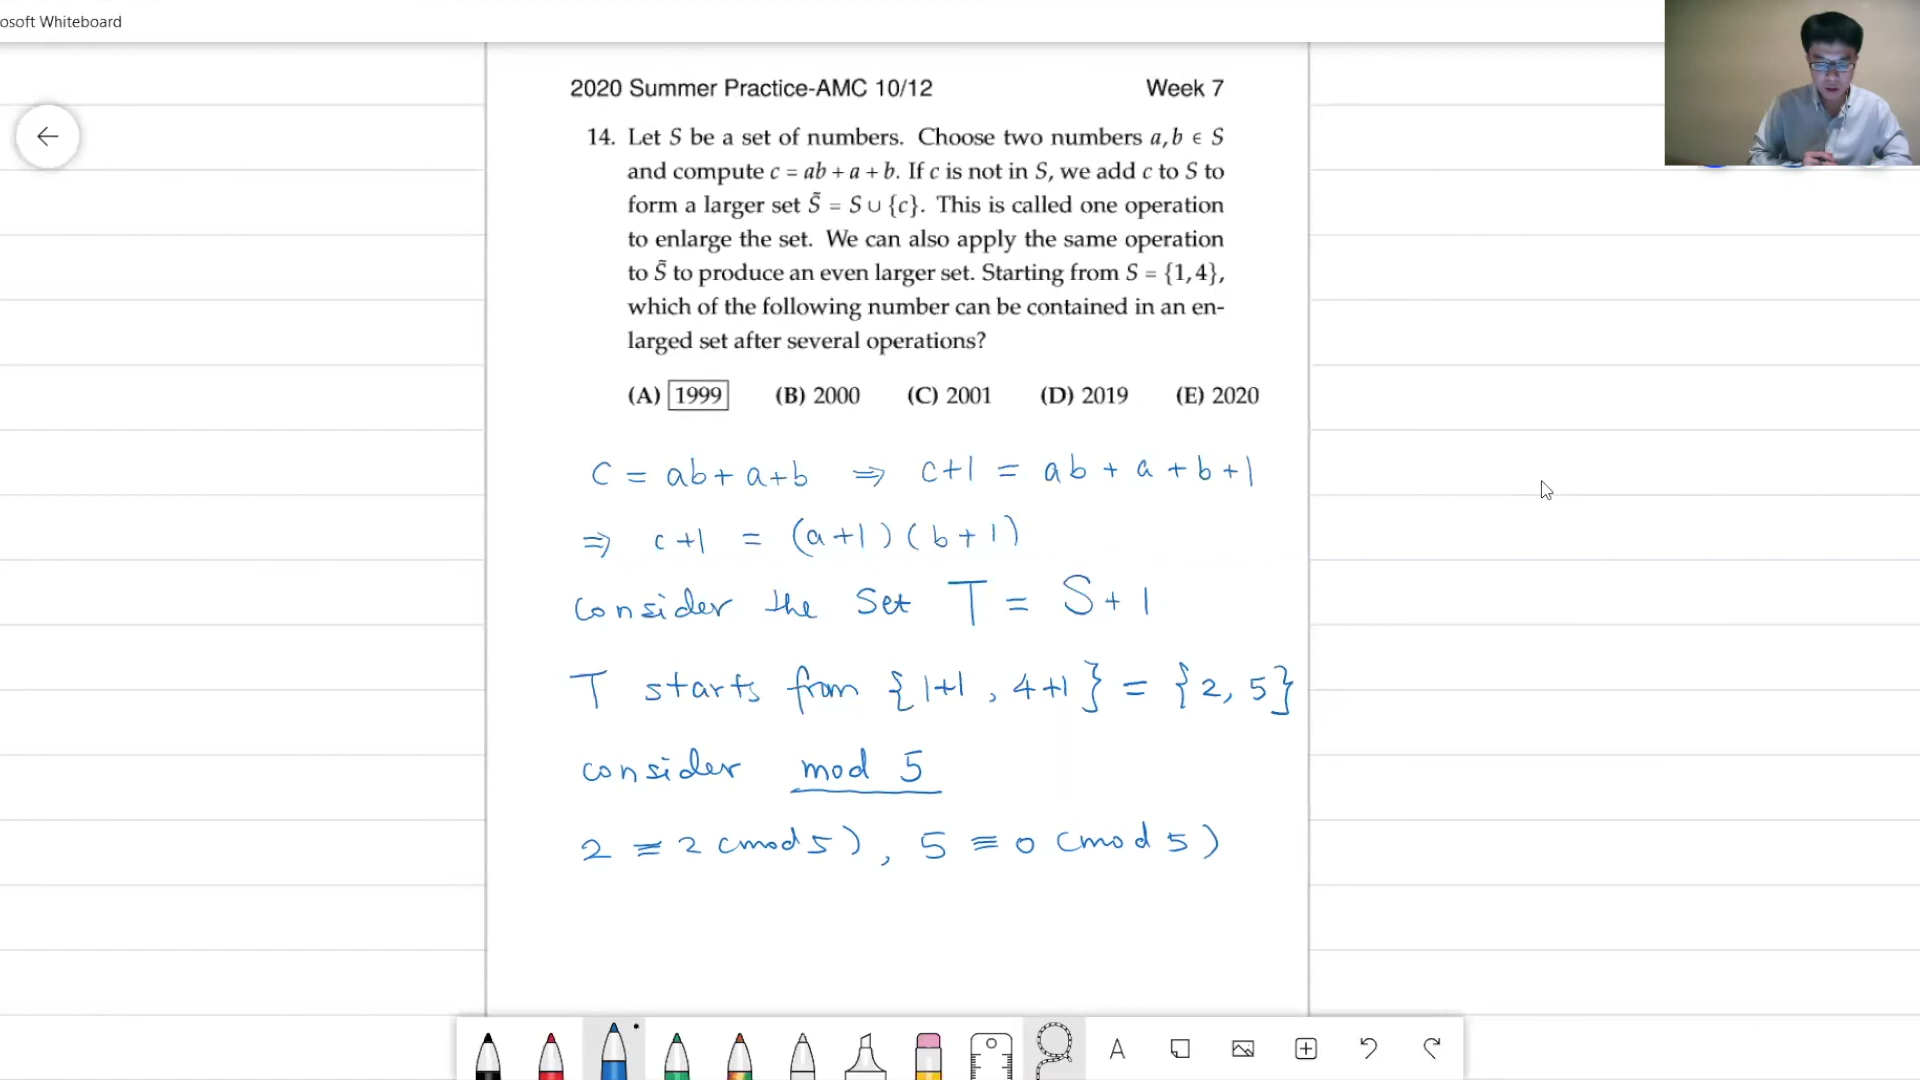 osoft Whiteboard
2020 Summer Practice-AMC 10/12 Week 7
14. Let S be a set of numbers. Choose two numbers a, b ∈ S
and compute c = ab + a + b. If c is not in S, we add c to S to
form a larger set S̃ = S ∪ {c}. This is called one operation
to enlarge the set. We can also apply the same operation
to S̃ to produce an even larger set. Starting from S = {1,4},
which of the following number can be contained in an en-
larged set after several operations?
(A) 1999 (B) 2000 (C) 2001 (D) 2019 (E) 2020
C = ab + a + b ⇒ c+1 = ab + a + b + 1
⇒ c+1 = (a+1)(b+1)
consider the set T = S + 1
T starts from {1+1, 4+1} = {2, 5}
consider mod 5
2 ≡ 2 (mod 5), 5 ≡ 0 (mod 5)
A